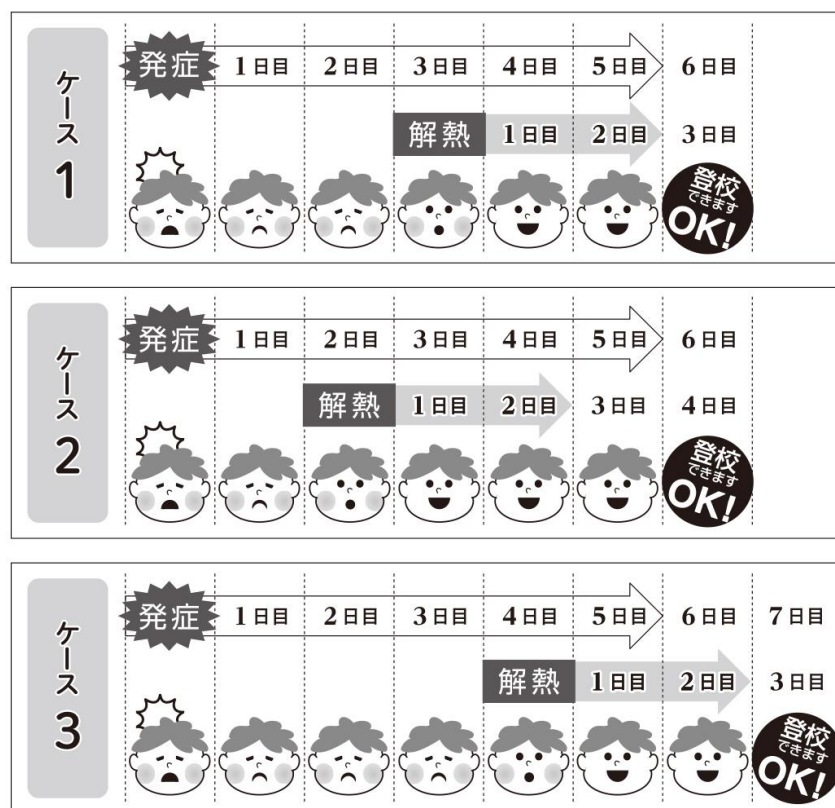 ケース1
発症 1日目 2日目 3日目 4日目 5日目 6日目
解熱 1日目 2日目 3日目
登校
できます
OK!
ケース2
発症 1日目 2日目 3日目 4日目 5日目 6日目
解熱 1日目 2日目 3日目 4日目
登校
できます
OK!
ケース3
発症 1日目 2日目 3日目 4日目 5日目 6日目 7日目
解熱 1日目 2日目 3日目
登校
できます
OK!